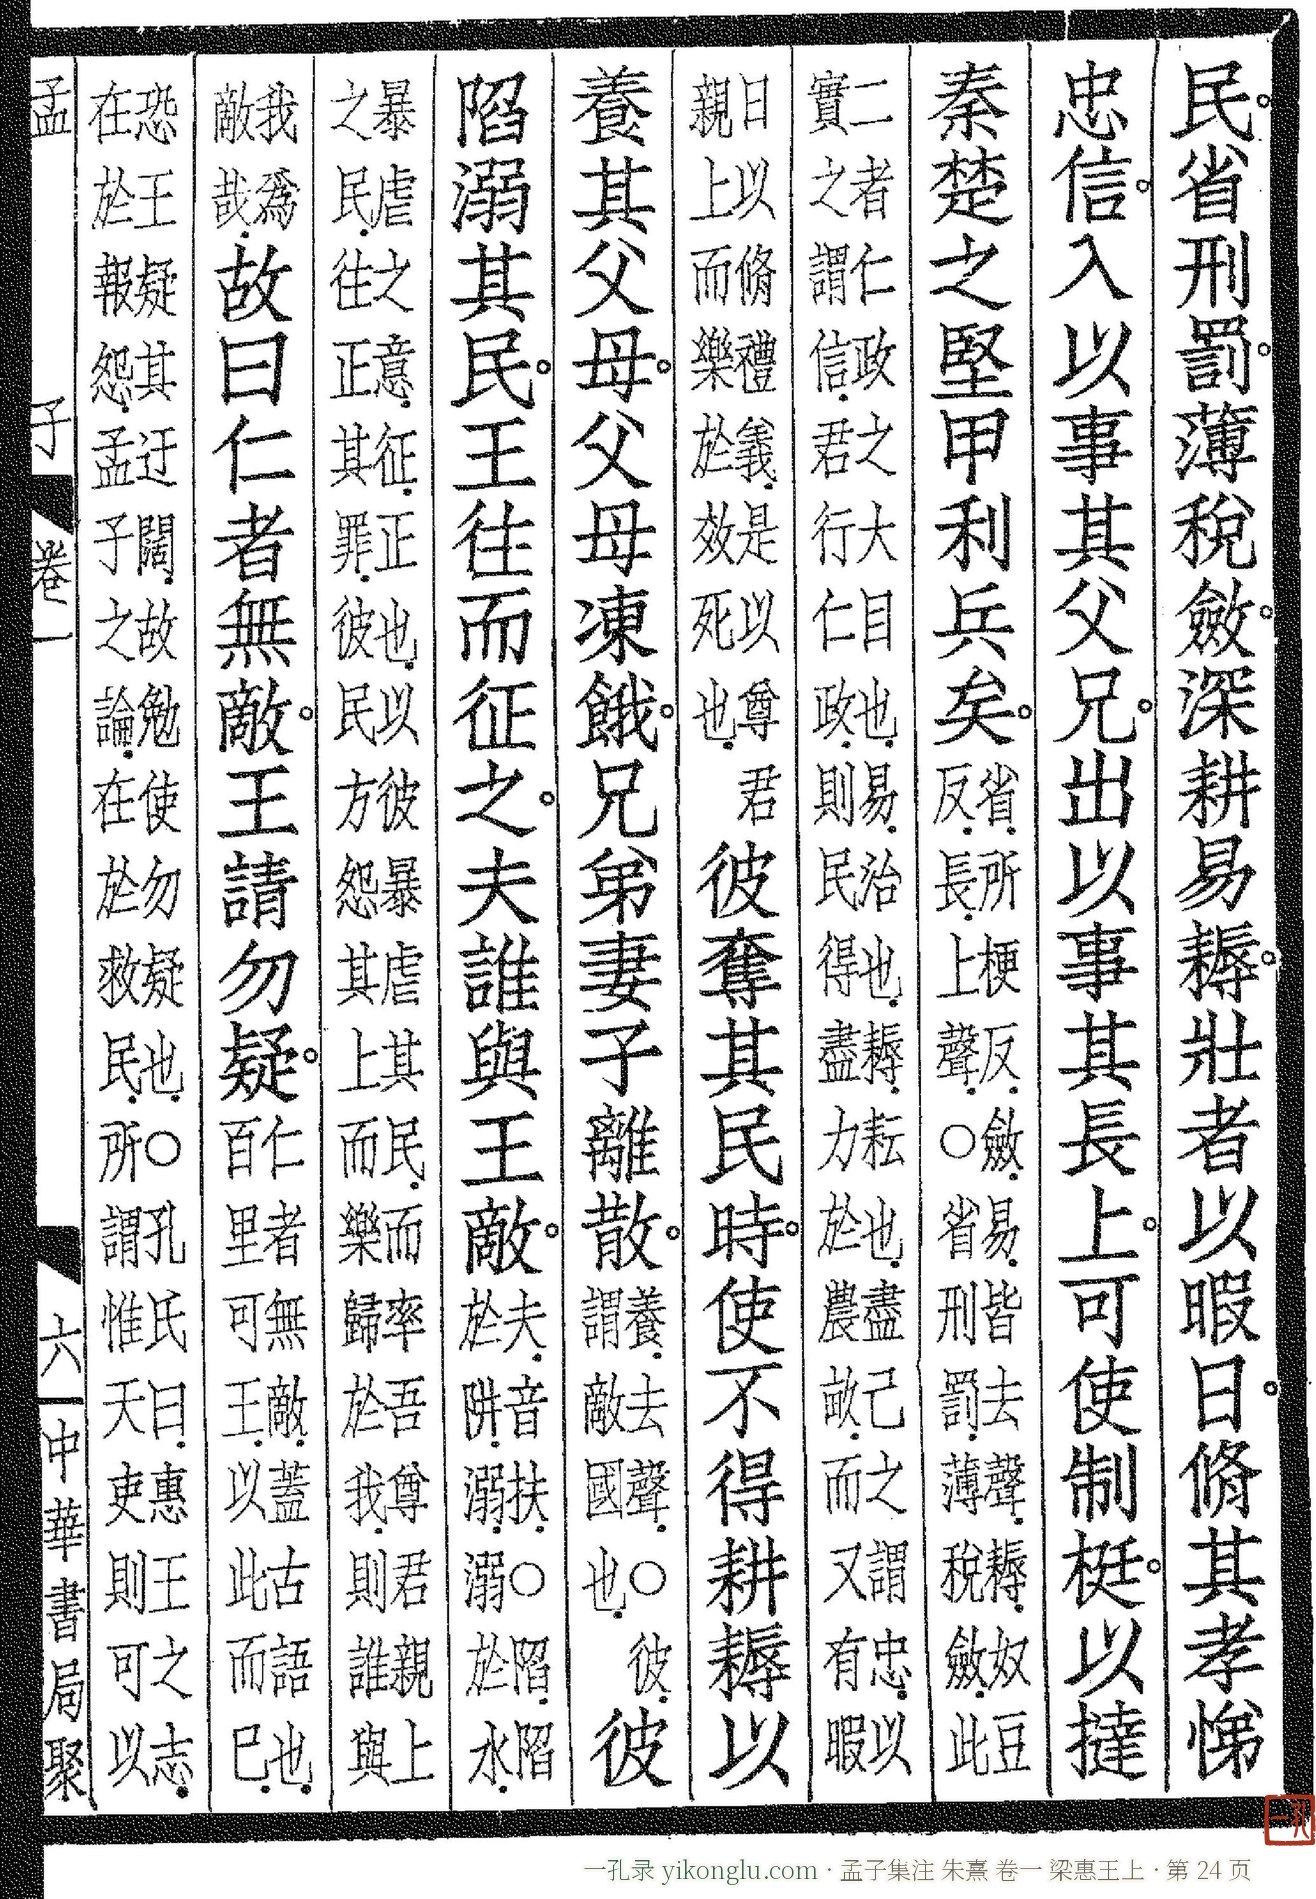 民。省刑罰。薄稅斂。深耕易耨。壯者以暇日。脩其孝悌
忠信。入以事其父兄。出以事其長上。可使制梃。以撻
秦楚之堅甲利兵矣。省、所梗反、斂、易、皆去聲、耨、奴豆反、長、上聲、○省刑罰、薄稅斂、此
二者仁政之大目也、易、治也、耨、耘也、盡己之謂忠、以實之謂信、君行仁政、則民得盡力於農畝、而又有暇
日以脩禮義、是以尊君親上而樂於效死也、彼奪其民時。使不得耕耨以
養其父母。父母凍餓。兄弟妻子離散。養、去聲、○彼、謂敵國也、彼
陷溺其民。王往而征之。夫誰與王敵。夫、音扶、○陷、陷於阱、溺、溺於水、
暴虐之意、征、正也、以彼暴虐其民、而率吾尊君親上之民、往正其罪、彼民方怨其上而樂歸於我、則誰與
我爲敵哉、故曰仁者無敵。王請勿疑。仁者無敵、蓋古語也、百里可王、以此而已、
恐王疑其迂闊、故勉使勿疑也、○孔氏曰、惠王之志、在於報怨、孟子之論、在於救民、所謂惟天吏則可以
孟子 卷一 六 中華書局聚
一孔
一孔录 yikonglu.com · 孟子集注 朱熹 卷一 梁惠王上 · 第 24 页